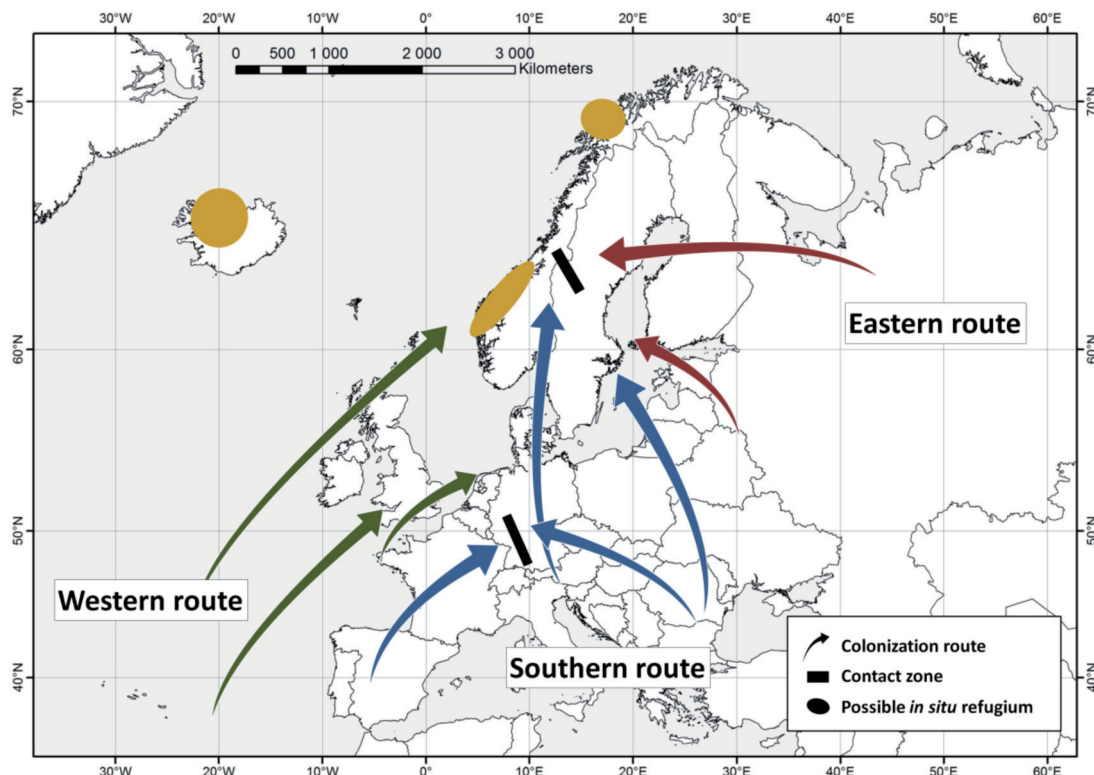 30°W 20°W 10°W 0° 10°E 20°E 30°E 40°E 50°E 60°E
0 500 1 000 2 000 3 000
Kilometers
70°N 70°N
Eastern route
60°N 60°N
50°N 50°N
Western route
Southern route
Colonization route
Contact zone
Possible in situ refugium
40°N 40°N
30°W 20°W 10°W 0° 10°E 20°E 30°E 40°E 50°E 60°E